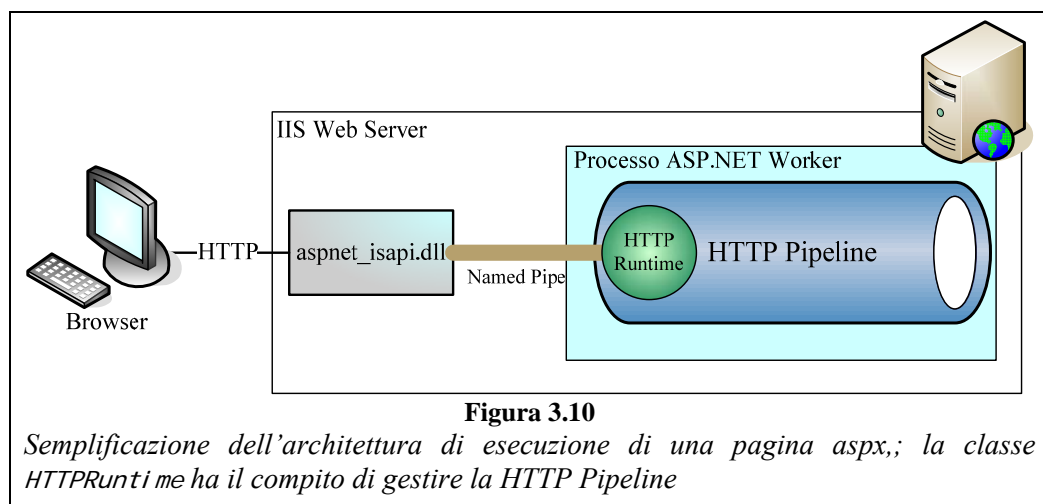 IIS Web Server
Processo ASP.NET Worker
HTTP
aspnet_isapi.dll
Named Pipe
HTTP
Runtime
HTTP Pipeline
Browser
Figura 3.10
Semplificazione dell'architettura di esecuzione di una pagina aspx,; la classe
HTTPRuntime ha il compito di gestire la HTTP Pipeline